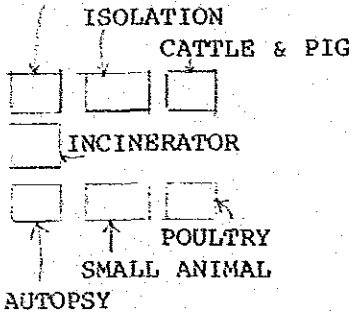 ISOLATION
CATTLE & PIG
INCINERATOR
POULTRY
SMALL ANIMAL
AUTOPSY